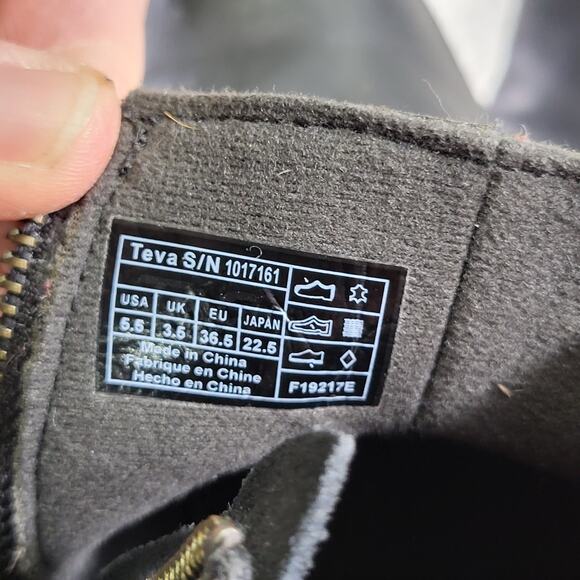 Teva S/N 1017161
USA UK EU JAPAN
5.5 3.5 36.5 22.5
Made in China
Fabrique en Chine
Hecho en China
F19217E